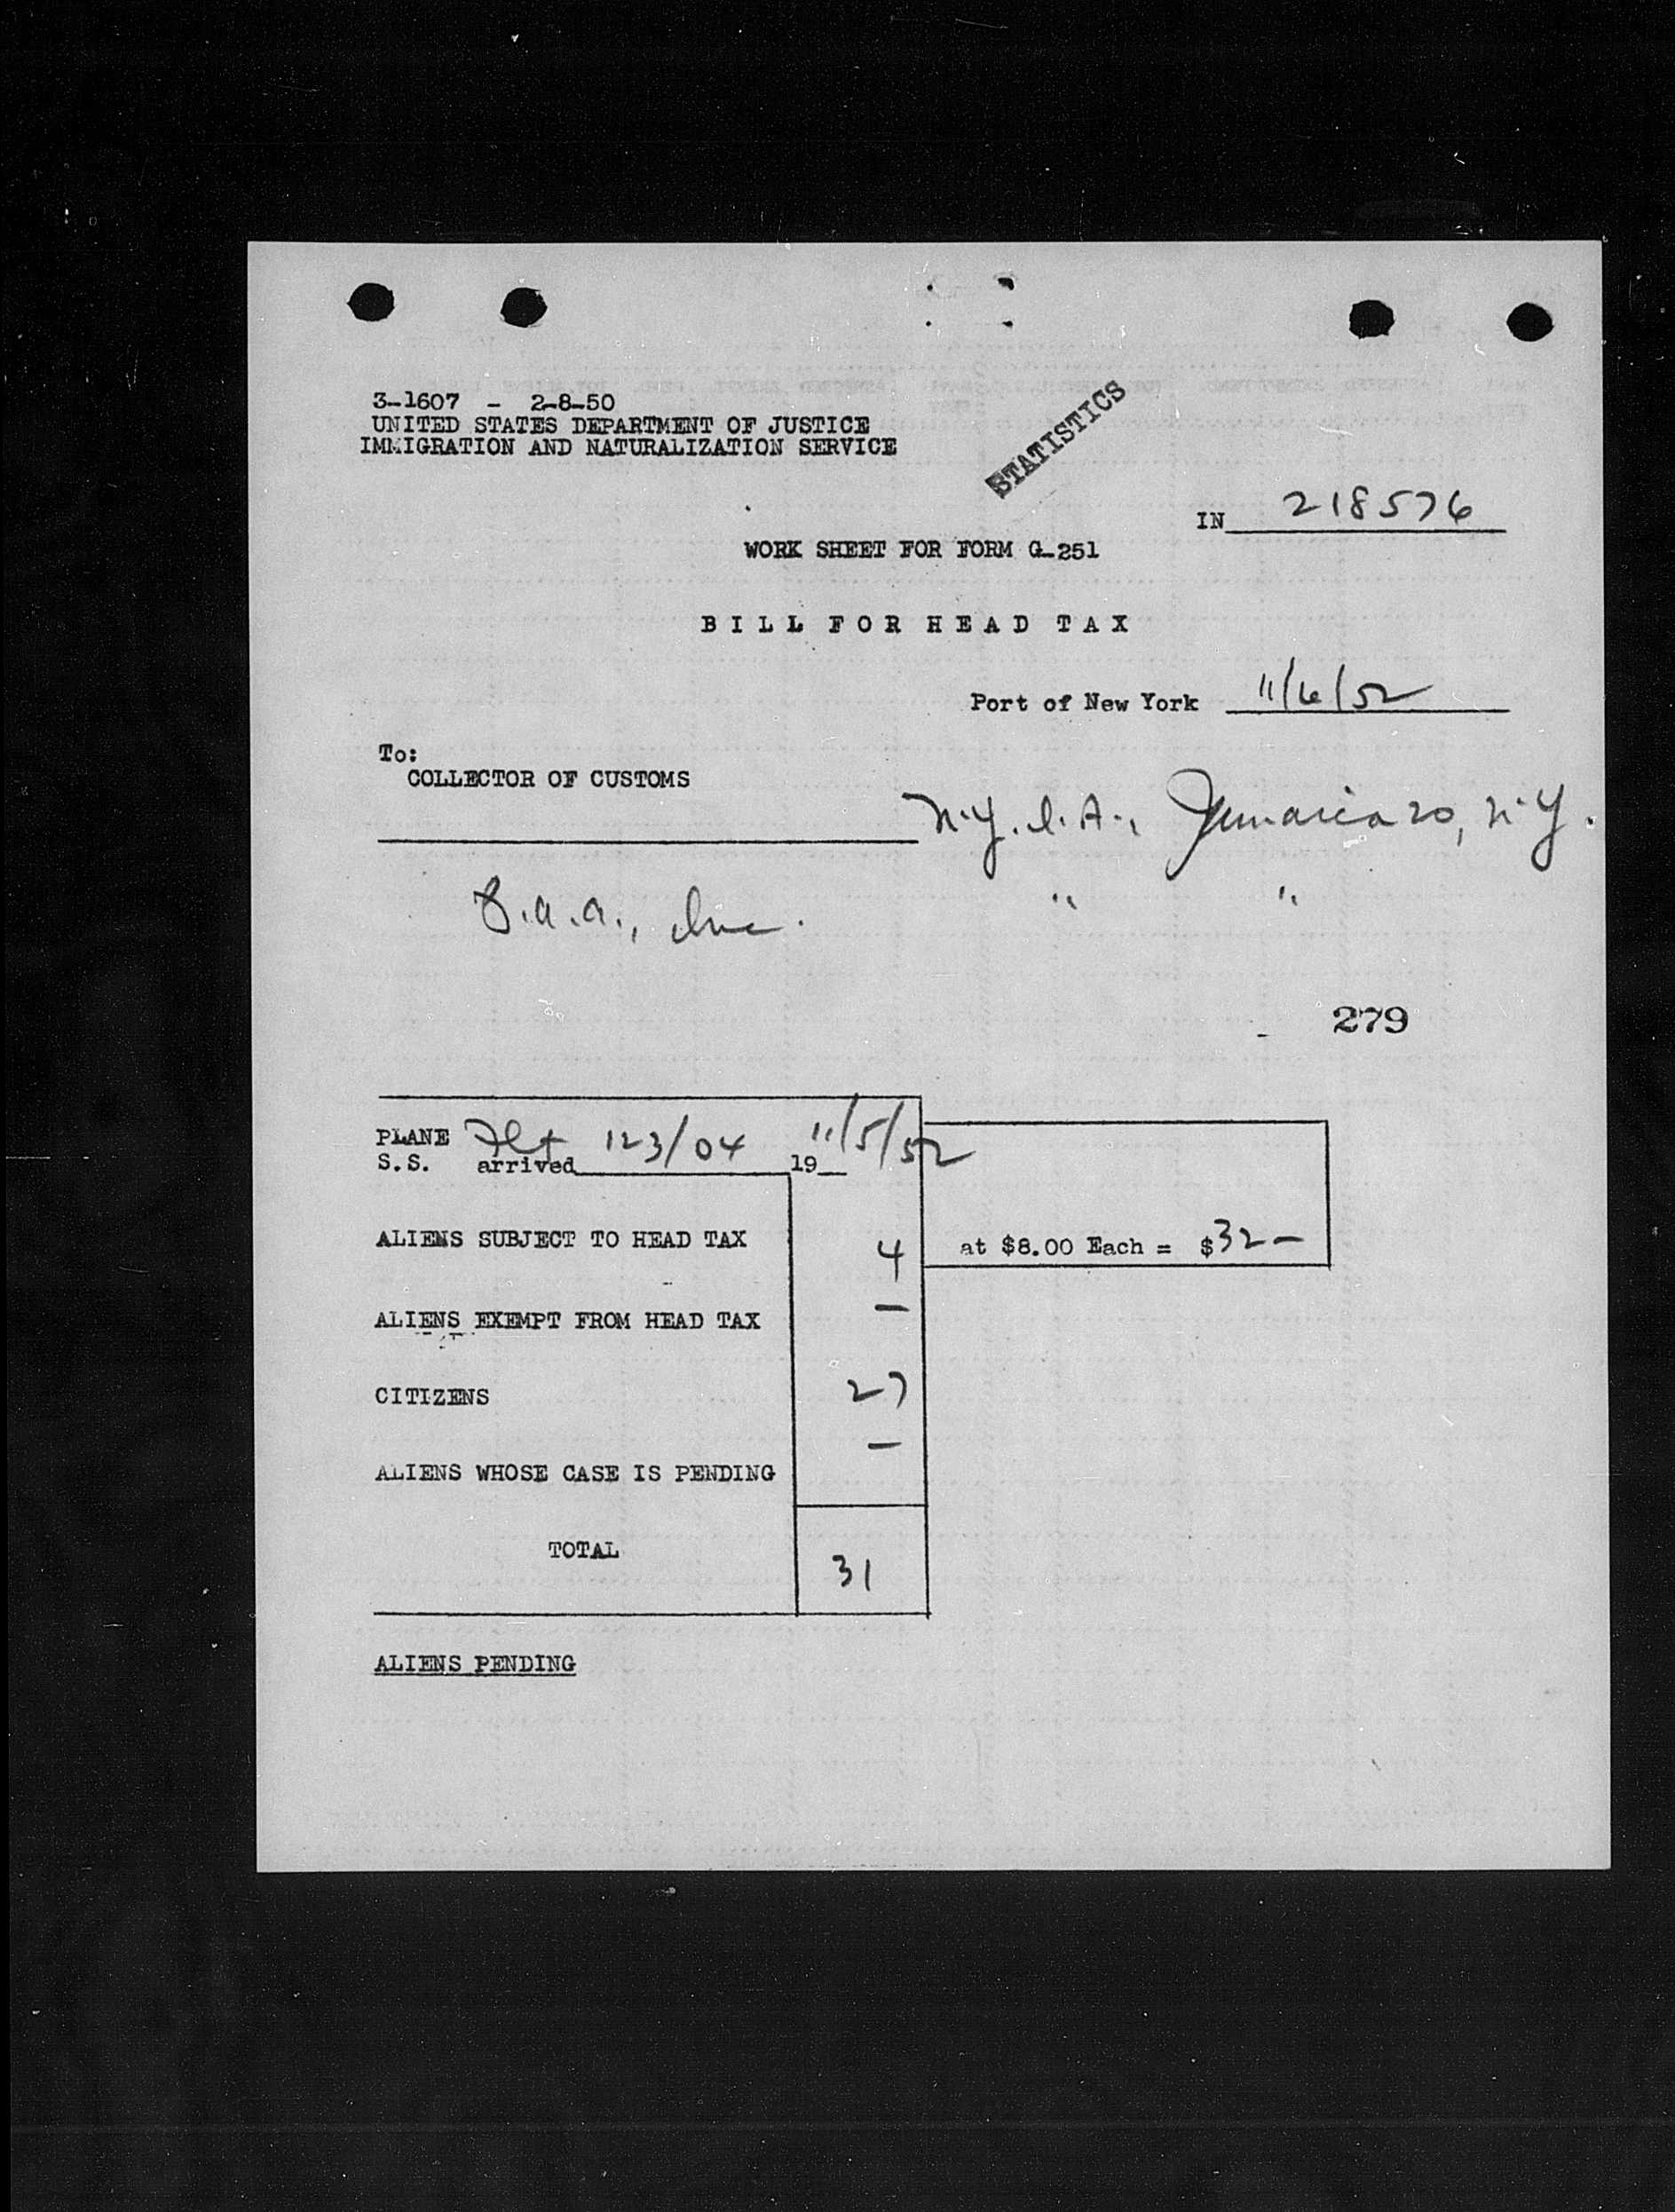 3-1607 - 2-8-50
UNITED STATES DEPARTMENT OF JUSTICE
IMMIGRATION AND NATURALIZATION SERVICE
STATISTICS
IN 218576
WORK SHEET FOR FORM G-251
BILL FOR HEAD TAX
Port of New York 11/6/52
To:
COLLECTOR OF CUSTOMS
N.Y.I.A., Jamaica 20, N.Y.
Inc. " "
279
PLANE Flt 123/04 11/5/52
S.S. arrived 19
ALIENS SUBJECT TO HEAD TAX 4 at $8.00 Each = $32 —
ALIENS EXEMPT FROM HEAD TAX —
CITIZENS 27
ALIENS WHOSE CASE IS PENDING —
TOTAL 31
ALIENS PENDING